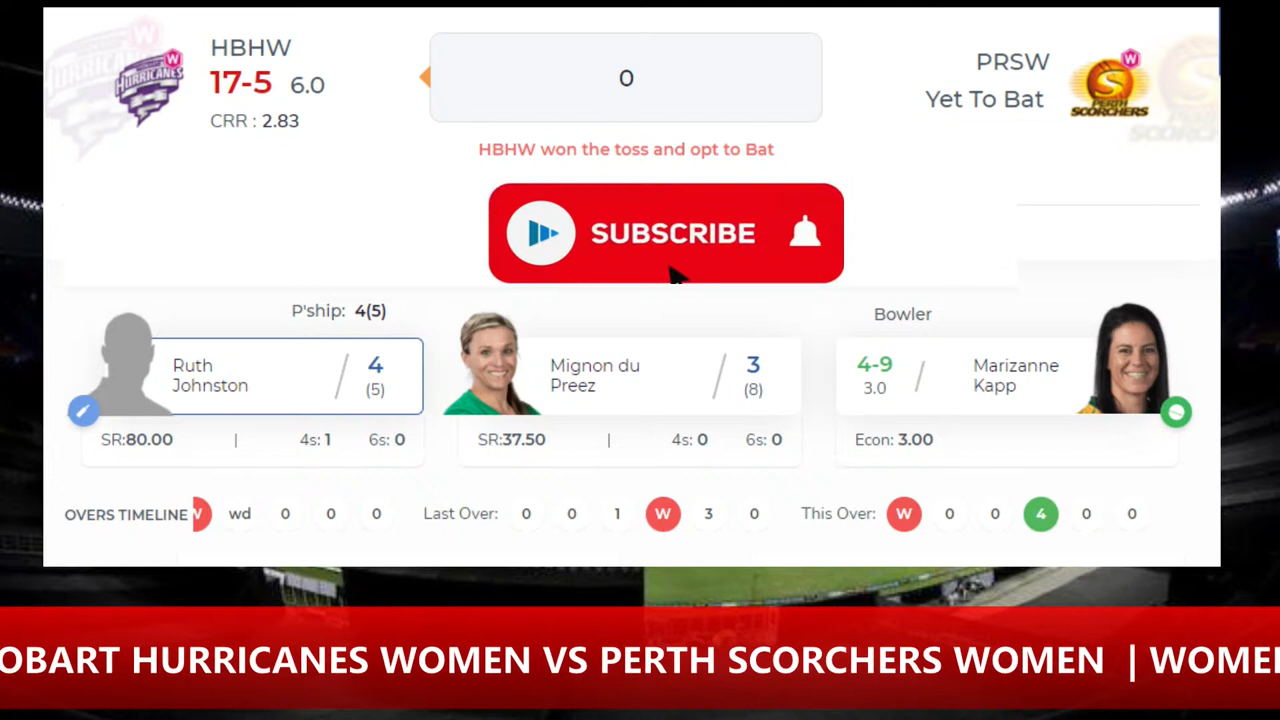 HBHW
17-5 6.0
CRR : 2.83
0
HBHW won the toss and opt to Bat
PRSW
Yet To Bat
HURRICANES
W
W
PERTH
SCORCHERS
SUBSCRIBE
P'ship: 4(5)
Bowler
Ruth
Johnston
4
(5)
Mignon du
Preez
3
(8)
4-9
3.0
Marizanne
Kapp
SR:80.00 | 4s: 1 6s: 0
SR:37.50 | 4s: 0 6s: 0
Econ: 3.00
OVERS TIMELINE W wd 0 0 0 Last Over: 0 0 1 W 3 0 This Over: W 0 0 4 0 0
OBART HURRICANES WOMEN VS PERTH SCORCHERS WOMEN | WOME